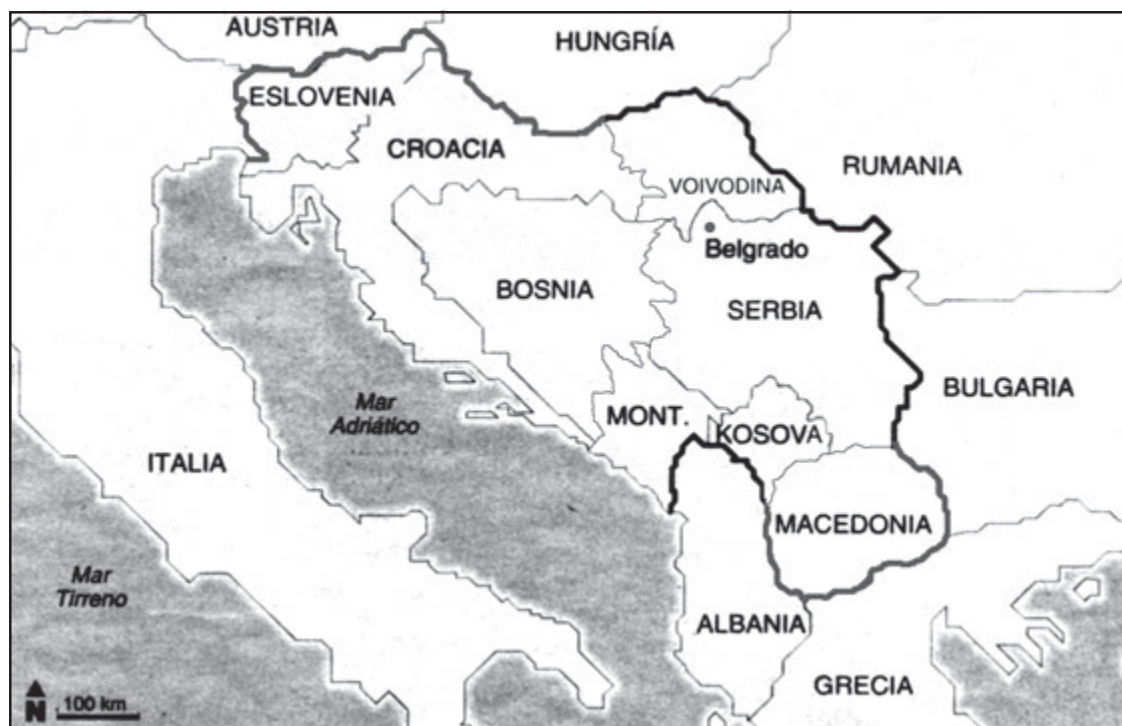 AUSTRIA
HUNGRÍA
ESLOVENIA
CROACIA
RUMANIA
VOIVODINA
Belgrado
BOSNIA
SERBIA
BULGARIA
Mar
Adriático
MONT.
KOSOVA
ITALIA
MACEDONIA
Mar
Tirreno
ALBANIA
GRECIA
N
100 km